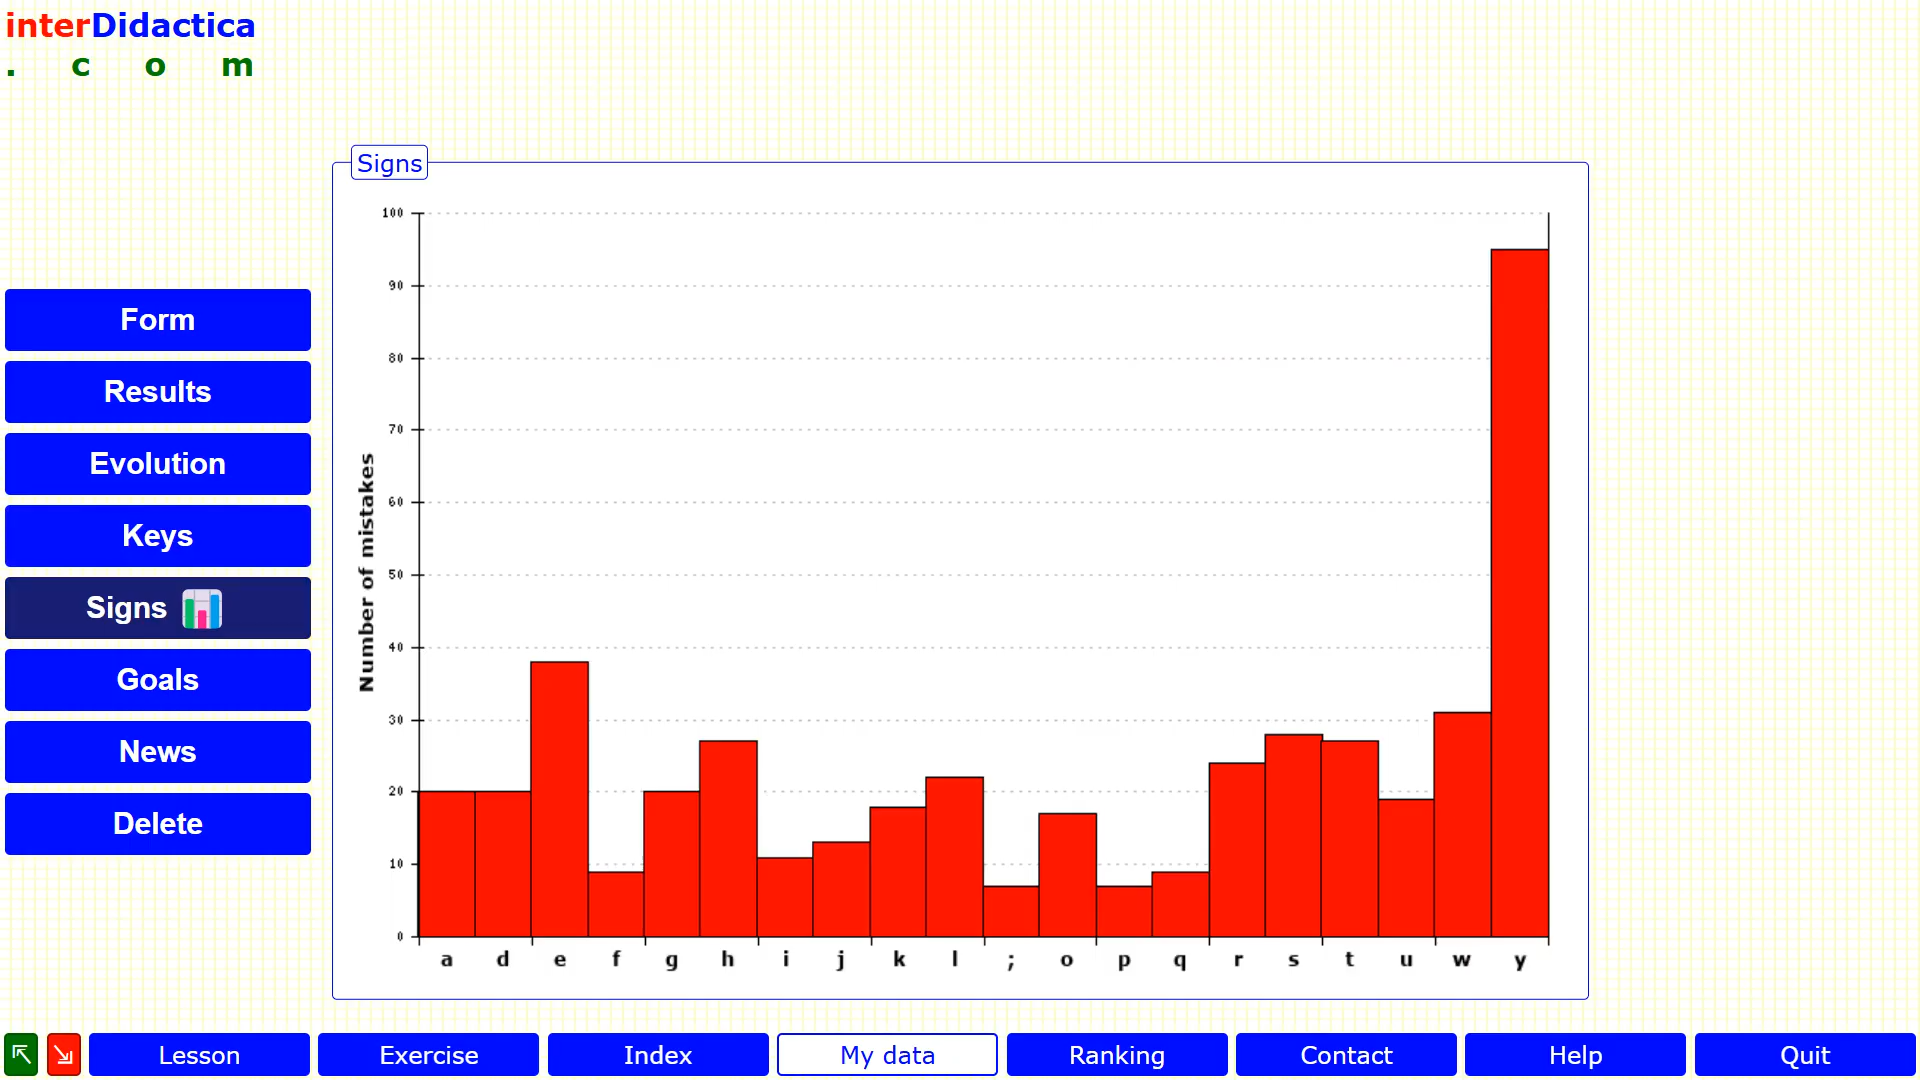 interDidactica
. c o m
Signs
100
90
80
70
60
50
40
30
20
10
0
Number of mistakes
a d e f g h i j k l ; o p q r s t u w y
Form
Results
Evolution
Keys
Signs
Goals
News
Delete
Lesson Exercise Index My data Ranking Contact Help Quit